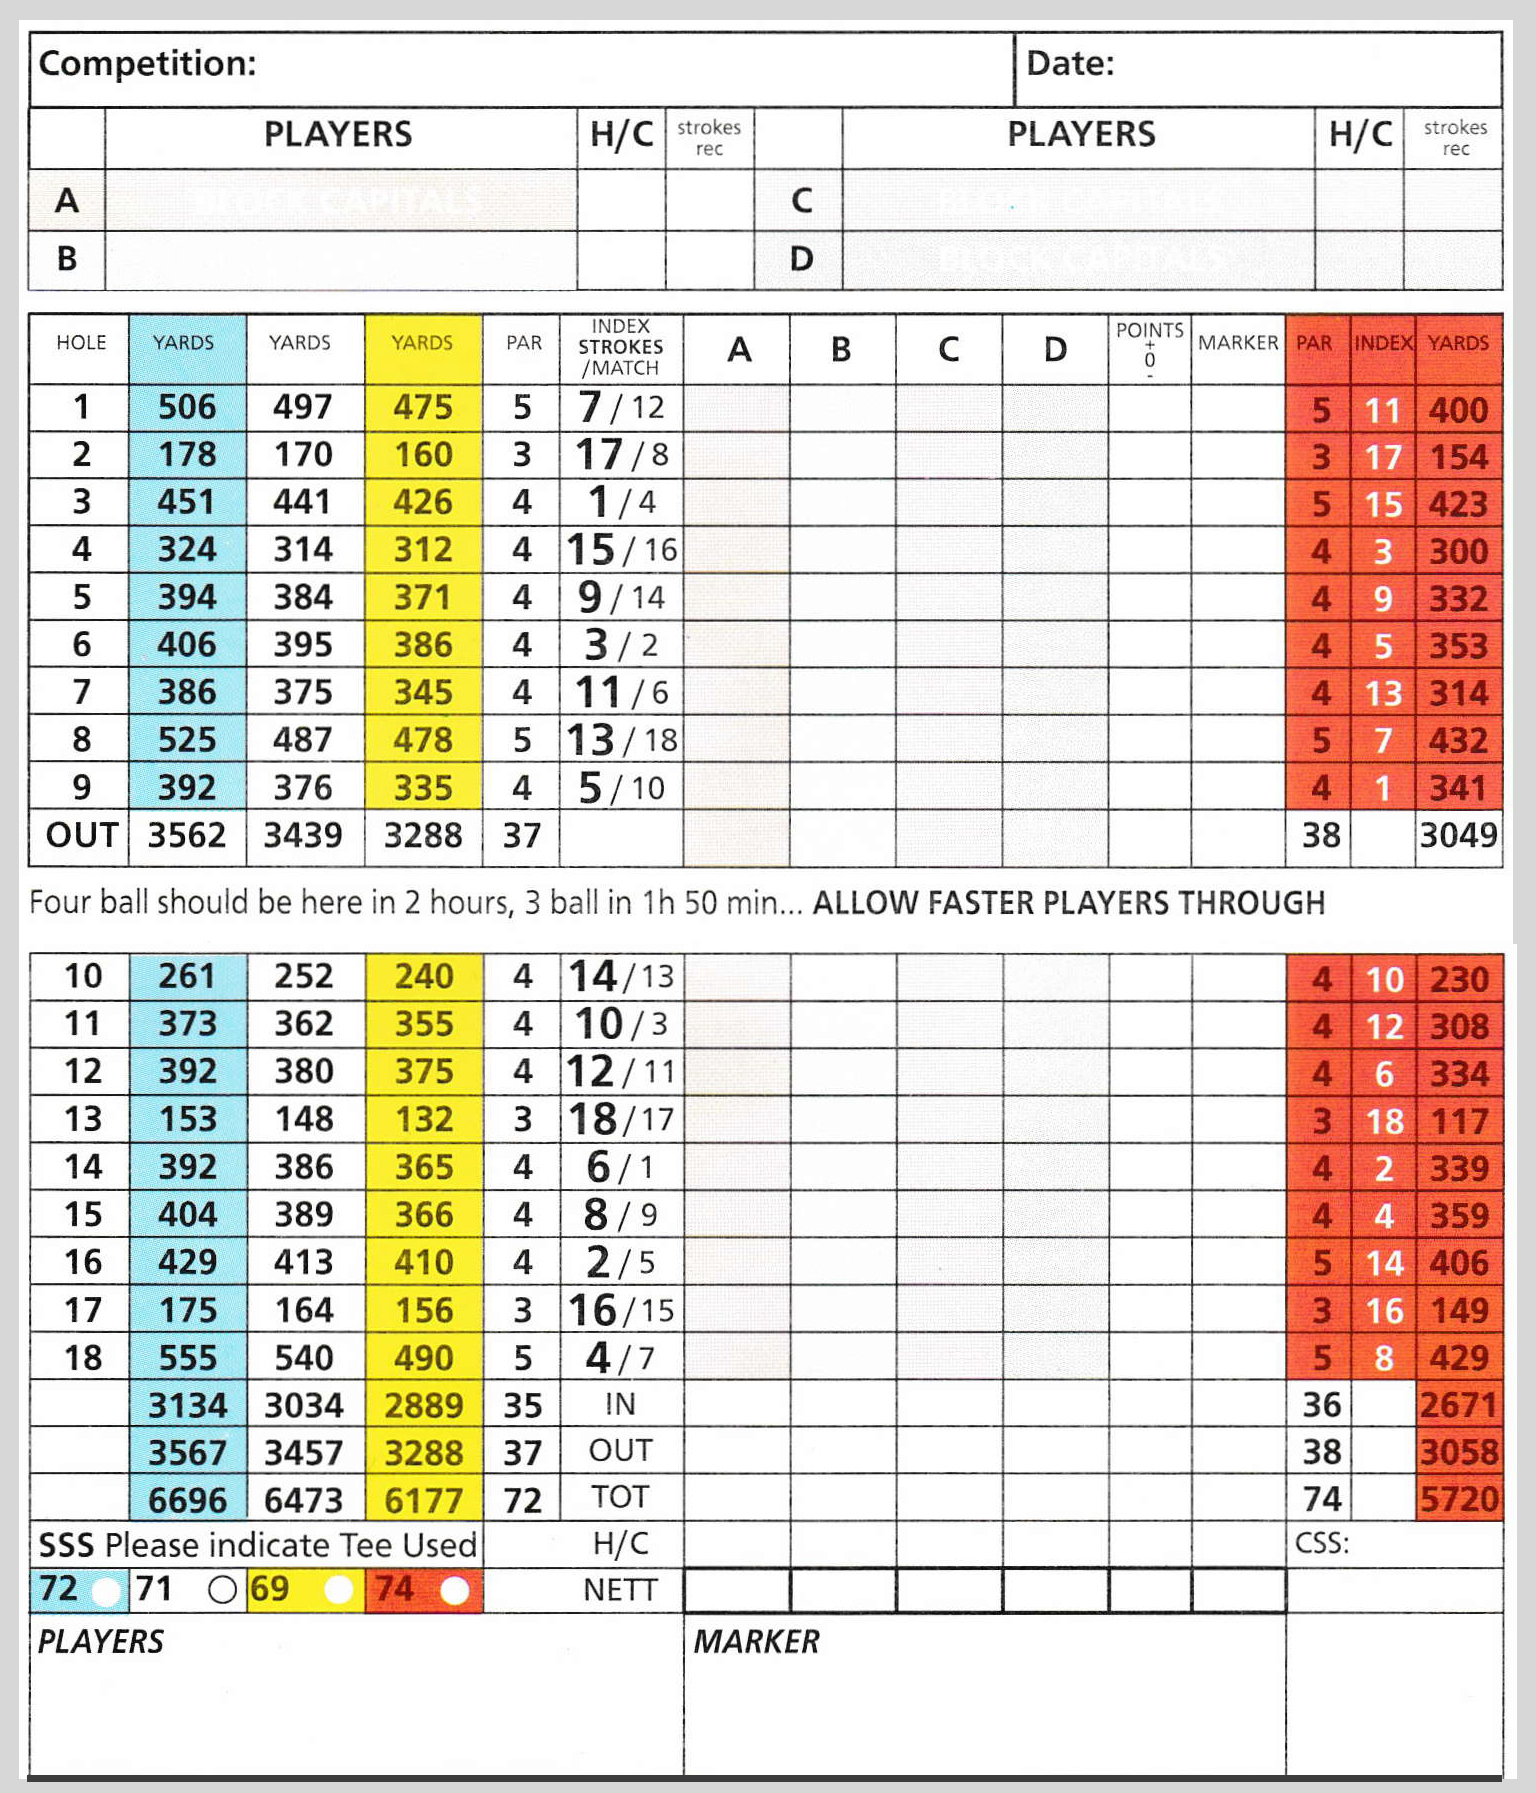 Competition: Date:
PLAYERS H/C strokes rec PLAYERS H/C strokes rec
A BLOCK CAPITALS C BLOCK CAPITALS
B D BLOCK CAPITALS
HOLE YARDS YARDS YARDS PAR INDEX STROKES /MATCH A B C D POINTS + 0 - MARKER PAR INDEX YARDS
1 506 497 475 5 7 / 12 5 11 400
2 178 170 160 3 17 / 8 3 17 154
3 451 441 426 4 1 / 4 5 15 423
4 324 314 312 4 15 / 16 4 3 300
5 394 384 371 4 9 / 14 4 9 332
6 406 395 386 4 3 / 2 4 5 353
7 386 375 345 4 11 / 6 4 13 314
8 525 487 478 5 13 / 18 5 7 432
9 392 376 335 4 5 / 10 4 1 341
OUT 3562 3439 3288 37 38 3049
Four ball should be here in 2 hours, 3 ball in 1h 50 min... ALLOW FASTER PLAYERS THROUGH
10 261 252 240 4 14 / 13 4 10 230
11 373 362 355 4 10 / 3 4 12 308
12 392 380 375 4 12 / 11 4 6 334
13 153 148 132 3 18 / 17 3 18 117
14 392 386 365 4 6 / 1 4 2 339
15 404 389 366 4 8 / 9 4 4 359
16 429 413 410 4 2 / 5 5 14 406
17 175 164 156 3 16 / 15 3 16 149
18 555 540 490 5 4 / 7 5 8 429
3134 3034 2889 35 IN 36 2671
3567 3457 3288 37 OUT 38 3058
6696 6473 6177 72 TOT 74 5720
SSS Please indicate Tee Used H/C CSS:
72 71 69 74 NETT
PLAYERS MARKER